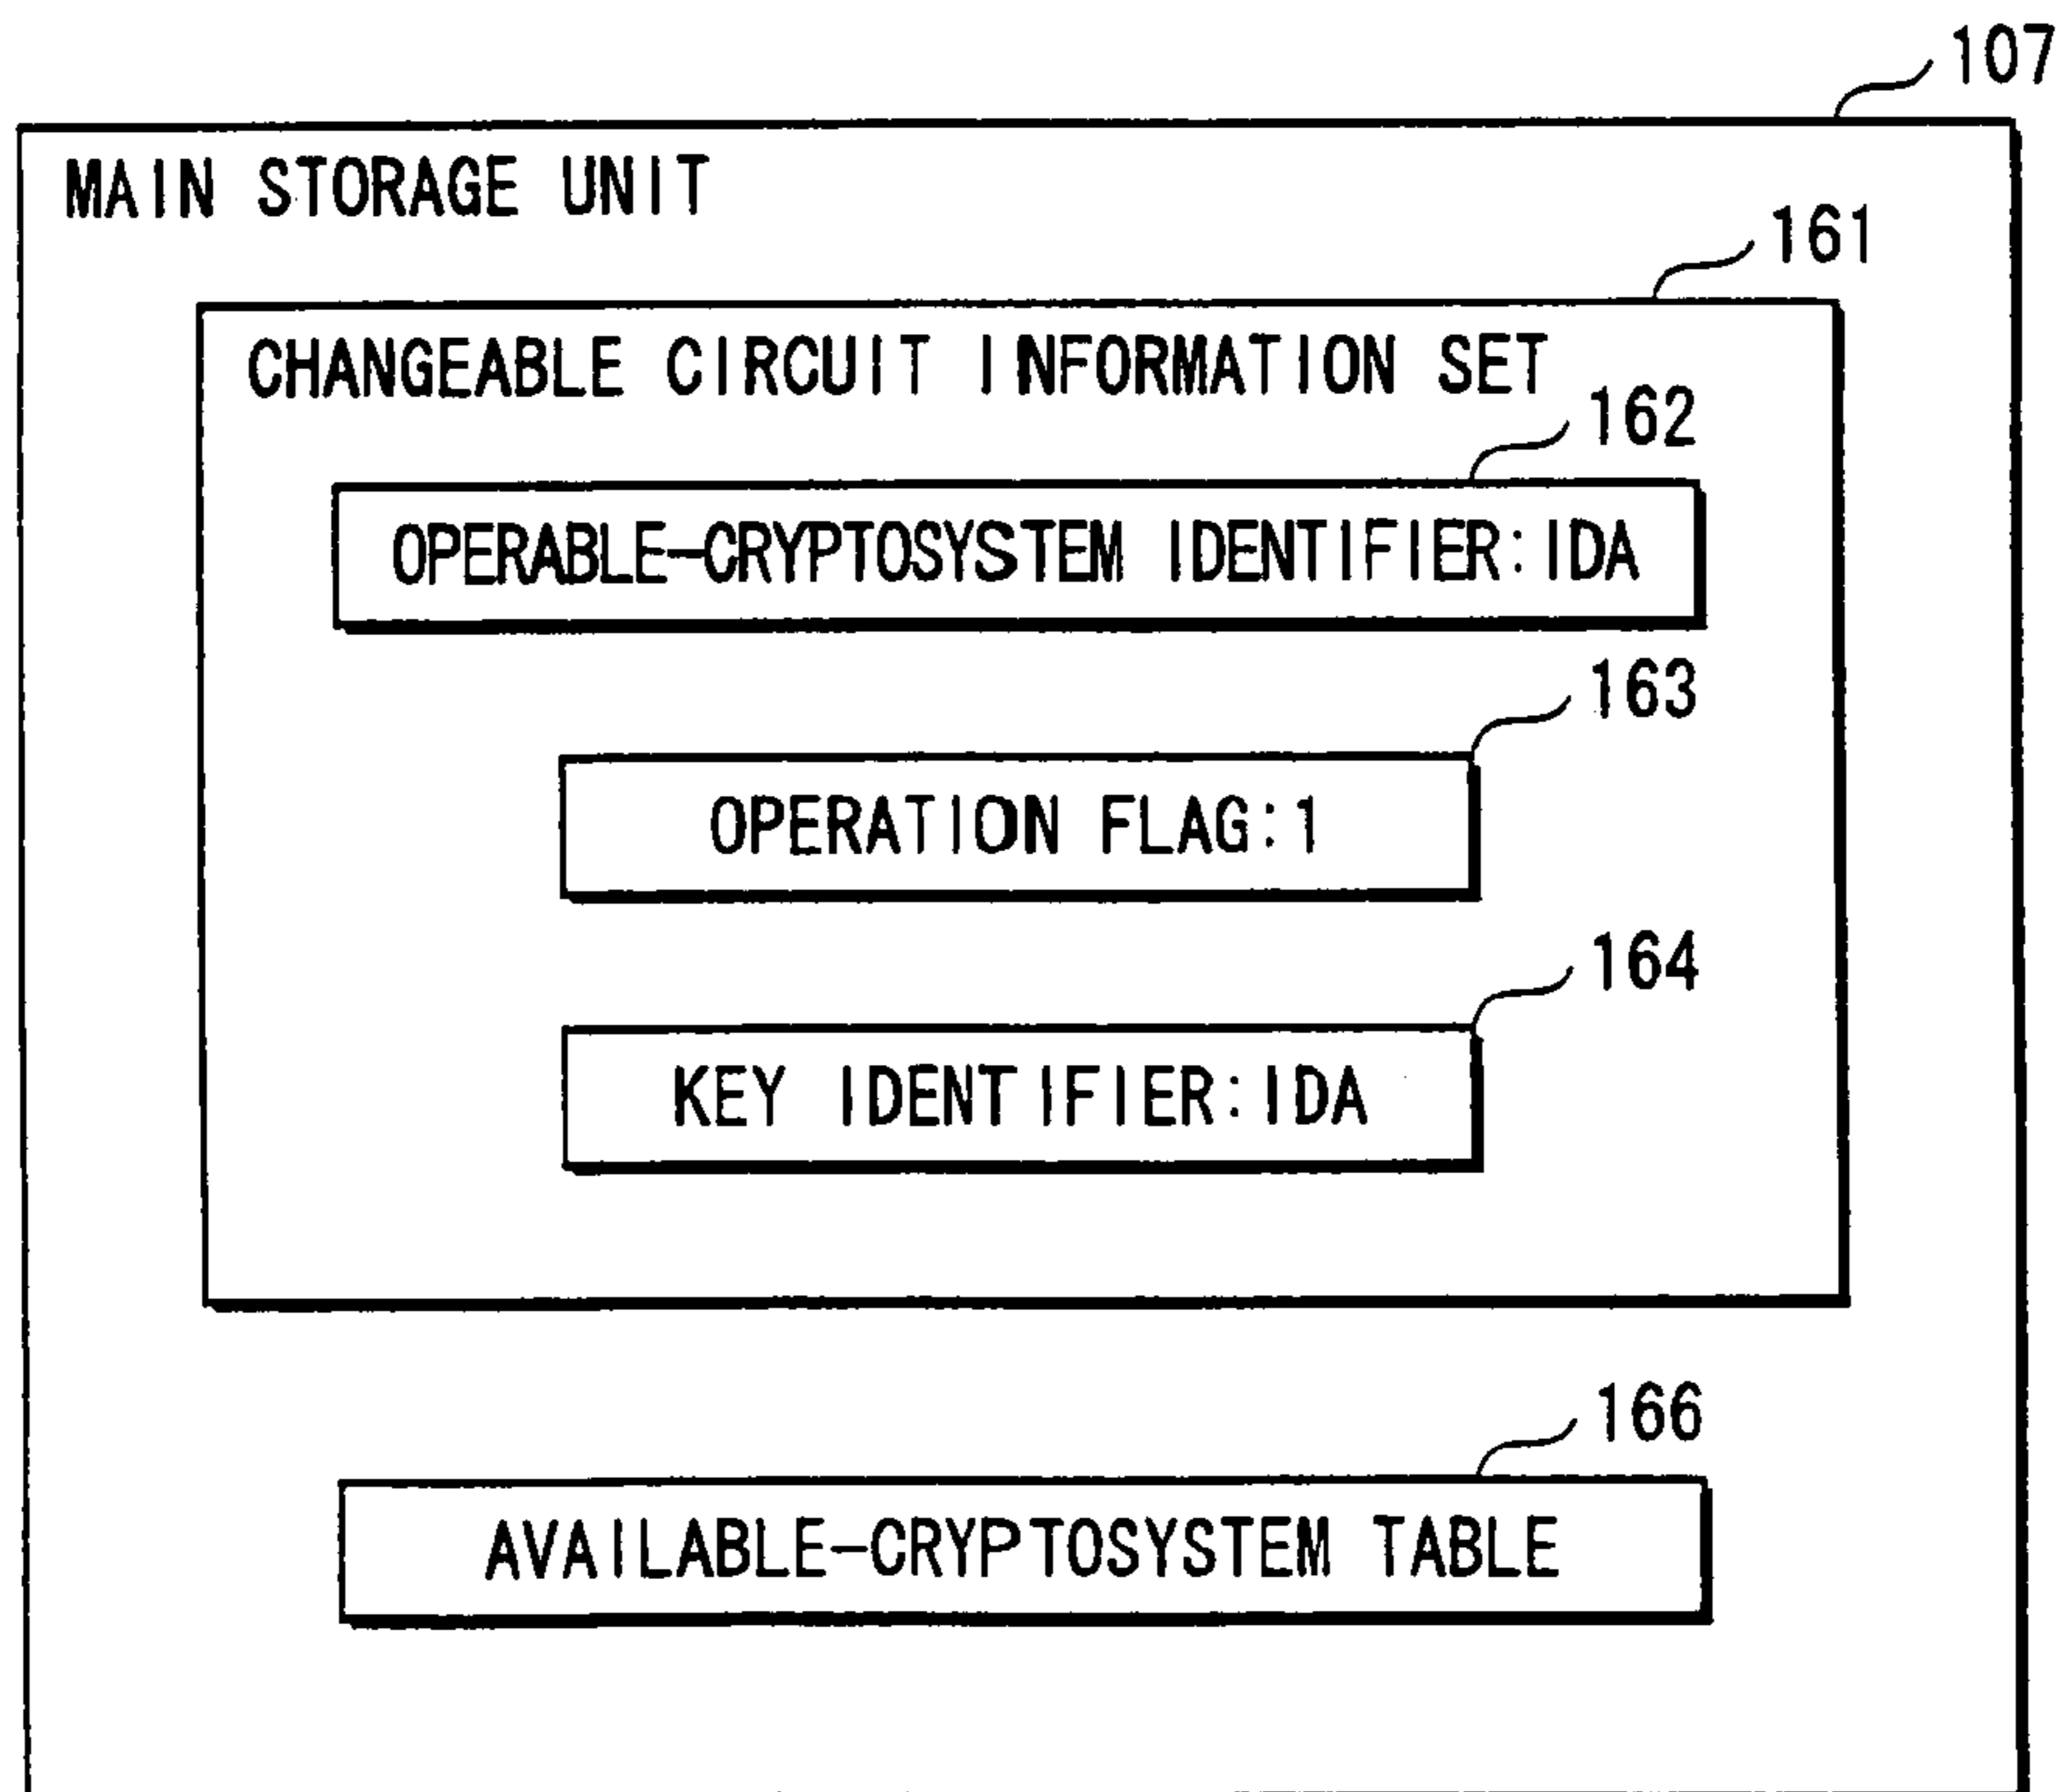 107
MAIN STORAGE UNIT
161
CHANGEABLE CIRCUIT INFORMATION SET
162
OPERABLE-CRYPTOSYSTEM IDENTIFIER:IDA
163
OPERATION FLAG:1
164
KEY IDENTIFIER:IDA
166
AVAILABLE-CRYPTOSYSTEM TABLE